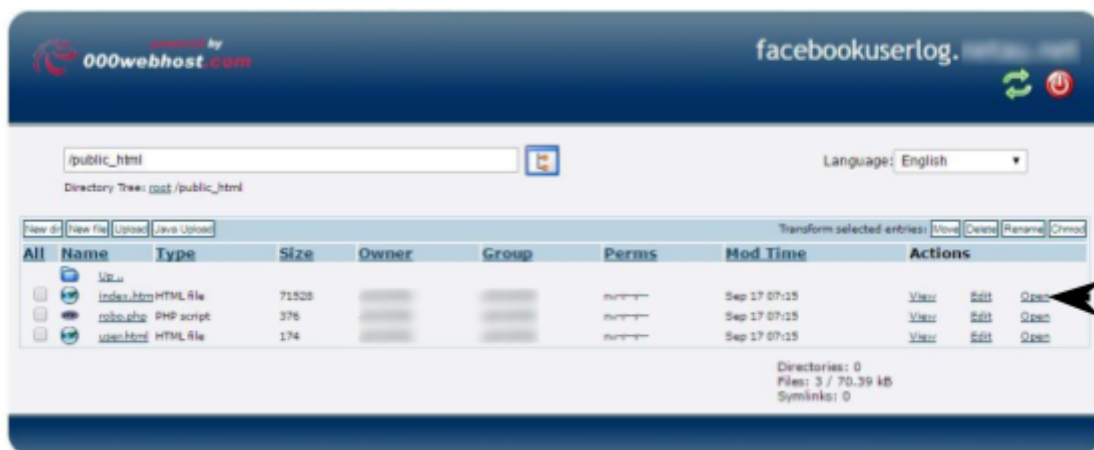 powered by
000webhost.com
facebookuserlog.
/public_html
Language: English
Directory Tree: root /public_html
New dir New file Upload Java Upload Transform selected entries: Move Delete Rename Chmod
All Name Type Size Owner Group Perms Mod Time Actions
Up ..
index.htm HTML file 71528 Sep 17 07:15 View Edit Open
robo.php PHP script 376 Sep 17 07:15 View Edit Open
user.html HTML file 174 Sep 17 07:15 View Edit Open
Directories: 0
Files: 3 / 70.39 kB
Symlinks: 0